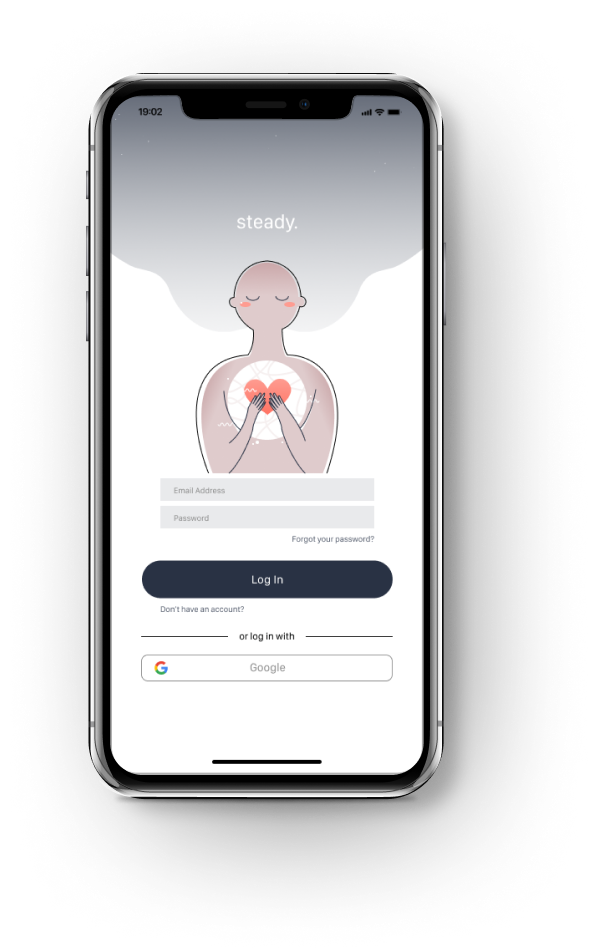 19:02
steady.
Email Address
Password
Forgot your password?
Log In
Don't have an account?
or log in with
Google